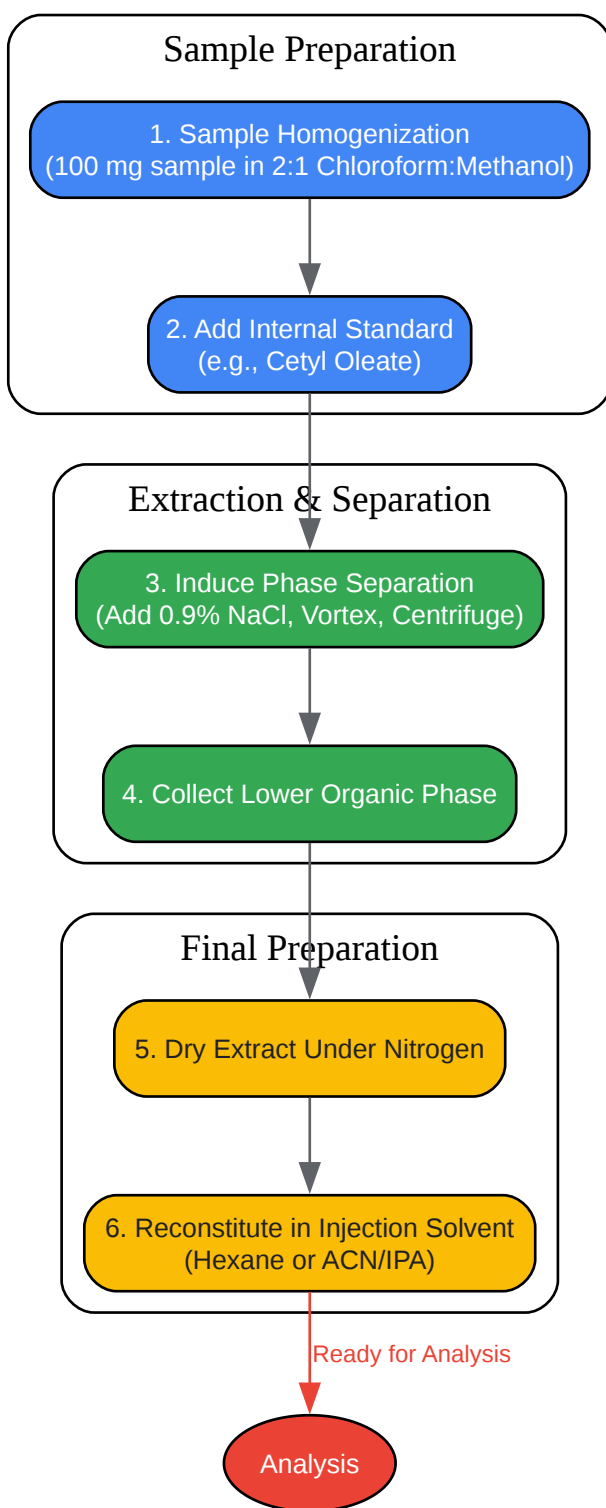 Sample Preparation
1. Sample Homogenization
(100 mg sample in 2:1 Chloroform:Methanol)
2. Add Internal Standard
(e.g., Cetyl Oleate)
Extraction & Separation
3. Induce Phase Separation
(Add 0.9% NaCl, Vortex, Centrifuge)
4. Collect Lower Organic Phase
Final Preparation
5. Dry Extract Under Nitrogen
6. Reconstitute in Injection Solvent
(Hexane or ACN/IPA)
Ready for Analysis
Analysis